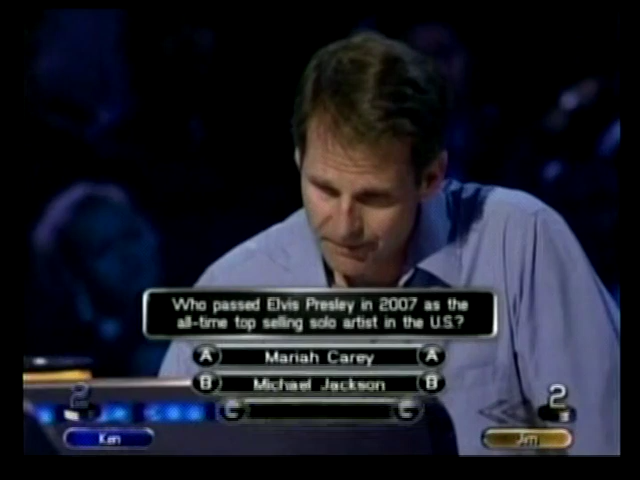 Who passed Elvis Presley in 2007 as the
all-time top selling solo artist in the U.S.?
A Mariah Carey A
B Michael Jackson B
C C
2 2
Ken Jim